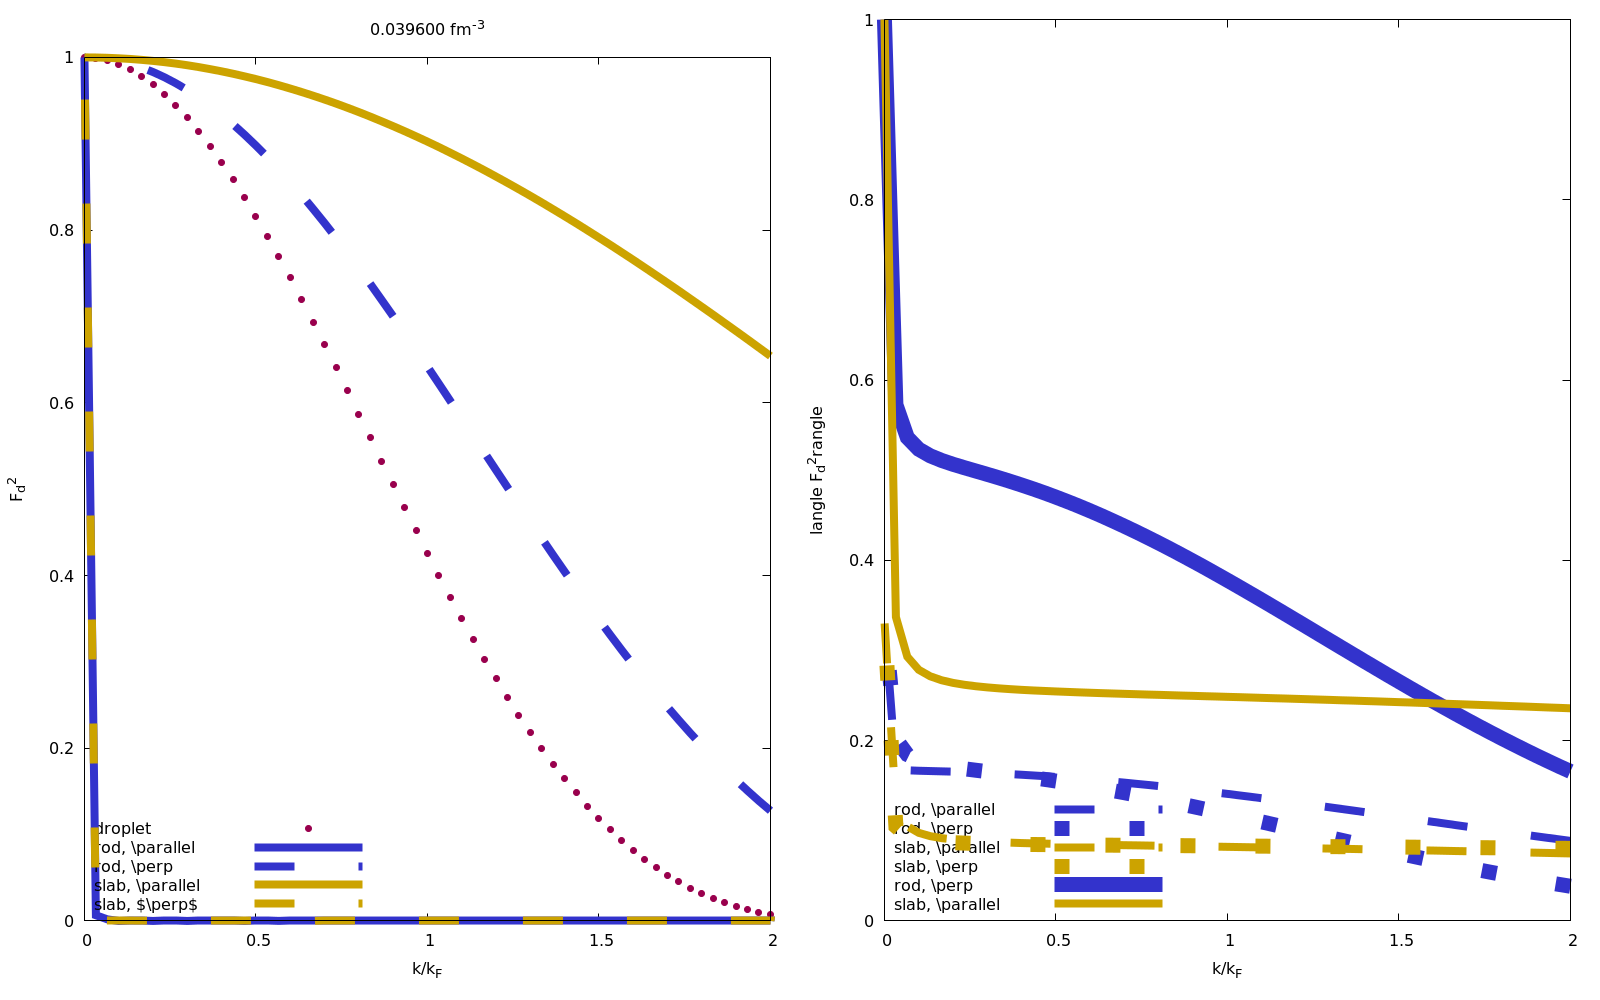 0.039600 fm-3
1
0.8
0.6
0.4
0.2
0
Fd2
droplet
rod, \parallel
rod, \perp
slab, \parallel
slab, $\perp$
0 0.5 1 1.5 2
k/kF
1
0.8
0.6
0.4
0.2
0
langle Fd2rangle
rod, \parallel
rod, \perp
slab, \parallel
slab, \perp
rod, \perp
slab, \parallel
0 0.5 1 1.5 2
k/kF